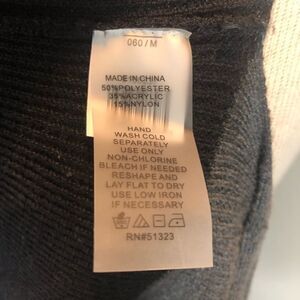 060 / M
MADE IN CHINA
50%POLYESTER
35%ACRYLIC
15%NYLON
HAND
WASH COLD
SEPARATELY
USE ONLY
NON-CHLORINE
BLEACH IF NEEDED
RESHAPE AND
LAY FLAT TO DRY
USE LOW IRON
IF NECESSARY
RN#51323